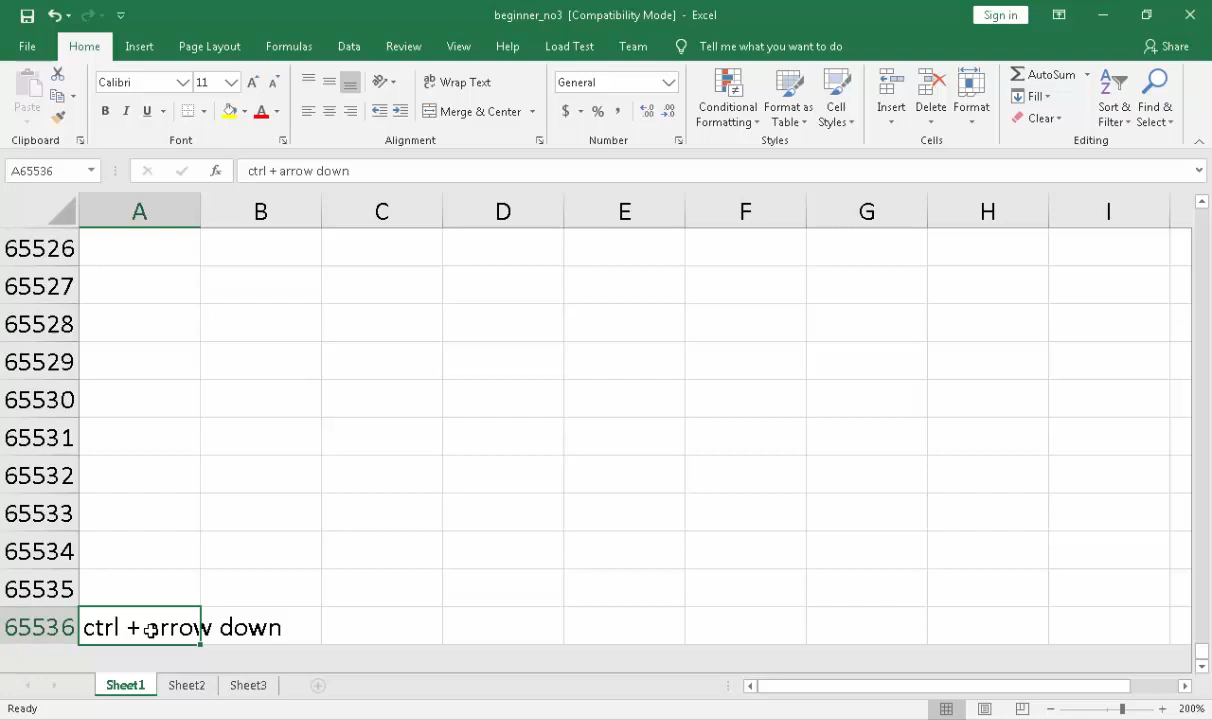 beginner_no3 [Compatibility Mode] - Excel
Sign in
File Home Insert Page Layout Formulas Data Review View Help Load Test Team Tell me what you want to do Share
Paste
Calibri 11
Wrap Text
General
Conditional Formatting
Format as Table
Cell Styles
Insert
Delete
Format
AutoSum
Fill
Clear
Sort & Filter
Find & Select
B I U
Merge & Center
$ % ,
Clipboard Font Alignment Number Styles Cells Editing
A65536 fx ctrl + arrow down
A B C D E F G H I
65526
65527
65528
65529
65530
65531
65532
65533
65534
65535
65536 ctrl + arrow down
Sheet1 Sheet2 Sheet3
Ready 200%